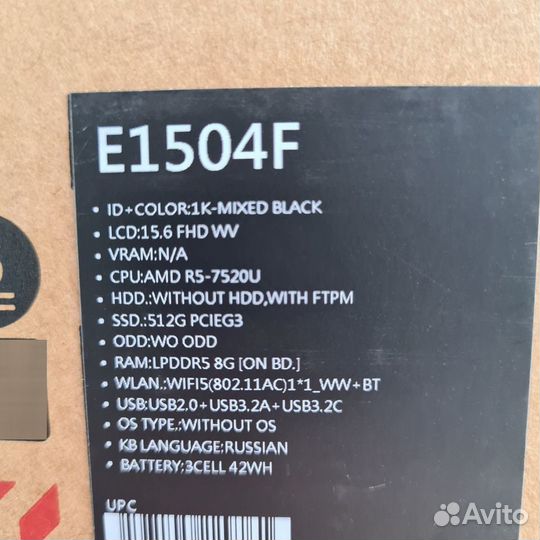 E1504F
• ID+COLOR:1K-MIXED BLACK
• LCD:15.6 FHD WV
• VRAM:N/A
• CPU:AMD R5-7520U
• HDD.:WITHOUT HDD,WITH FTPM
• SSD.:512G PCIEG3
• ODD:WO ODD
• RAM:LPDDR5 8G [ON BD.]
• WLAN.:WIFI5(802.11AC)1*1_WW+BT
• USB:USB2.0+USB3.2A+USB3.2C
• OS TYPE.:WITHOUT OS
• KB LANGUAGE:RUSSIAN
• BATTERY:3CELL 42WH
UPC
Avito